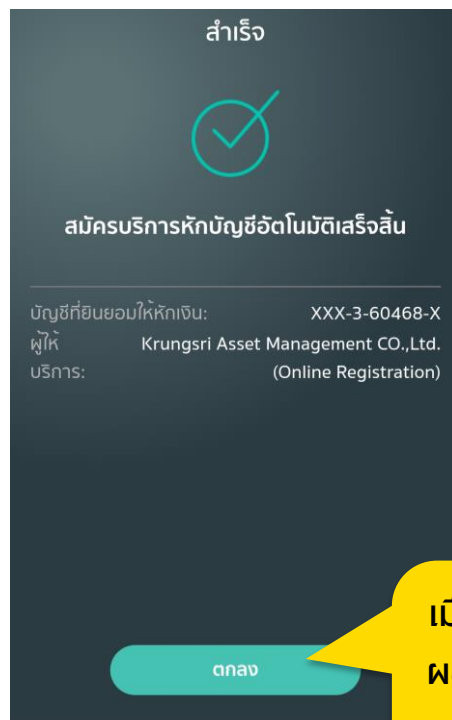 สำเร็จ
สมัครบริการหักบัญชีอัตโนมัติเสร็จสิ้น
บัญชีที่ยินยอมให้หักเงิน: XXX-3-60468-X
ผู้ให้ Krungsri Asset Management CO.,Ltd.
บริการ: (Online Registration)
ตกลง